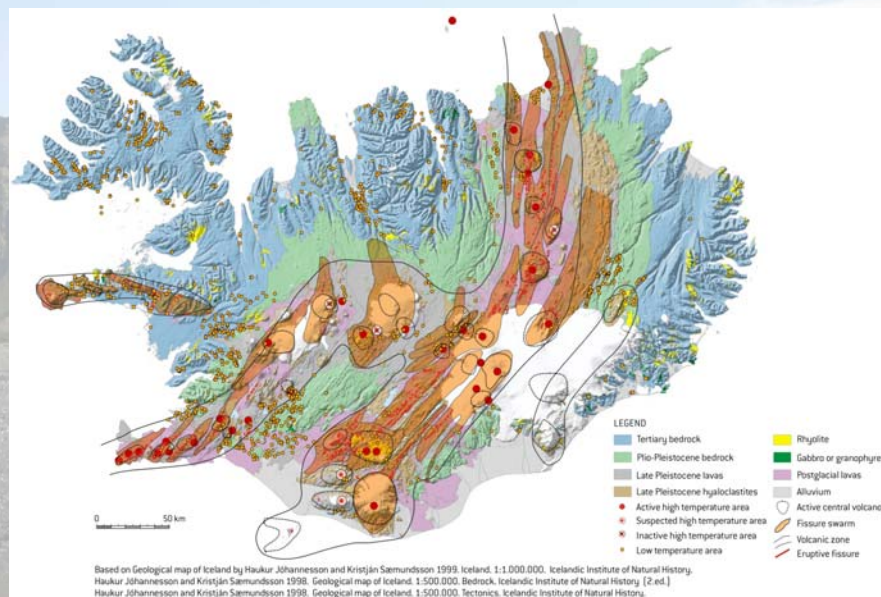 LEGEND
Tertiary bedrock
Plio-Pleistocene bedrock
Late Pleistocene lavas
Late Pleistocene hyaloclastites
Active high temperature area
Suspected high temperature area
Inactive high temperature area
Low temperature area
Rhyolite
Gabbro or granophyre
Postglacial lavas
Alluvium
Active central volcano
Fissure swarm
Volcanic zone
Eruptive fissure
0 50 km
Based on Geological map of Iceland by Haukur Jóhannesson and Kristján Sæmundsson 1999. Iceland. 1:1.000.000. Icelandic Institute of Natural History.
Haukur Jóhannesson and Kristján Sæmundsson 1998. Geological map of Iceland. 1:500.000. Bedrock. Icelandic Institute of Natural History (2.ed.)
Haukur Jóhannesson and Kristján Sæmundsson 1998. Geological map of Iceland. 1:500.000. Tectonics. Icelandic Institute of Natural History.